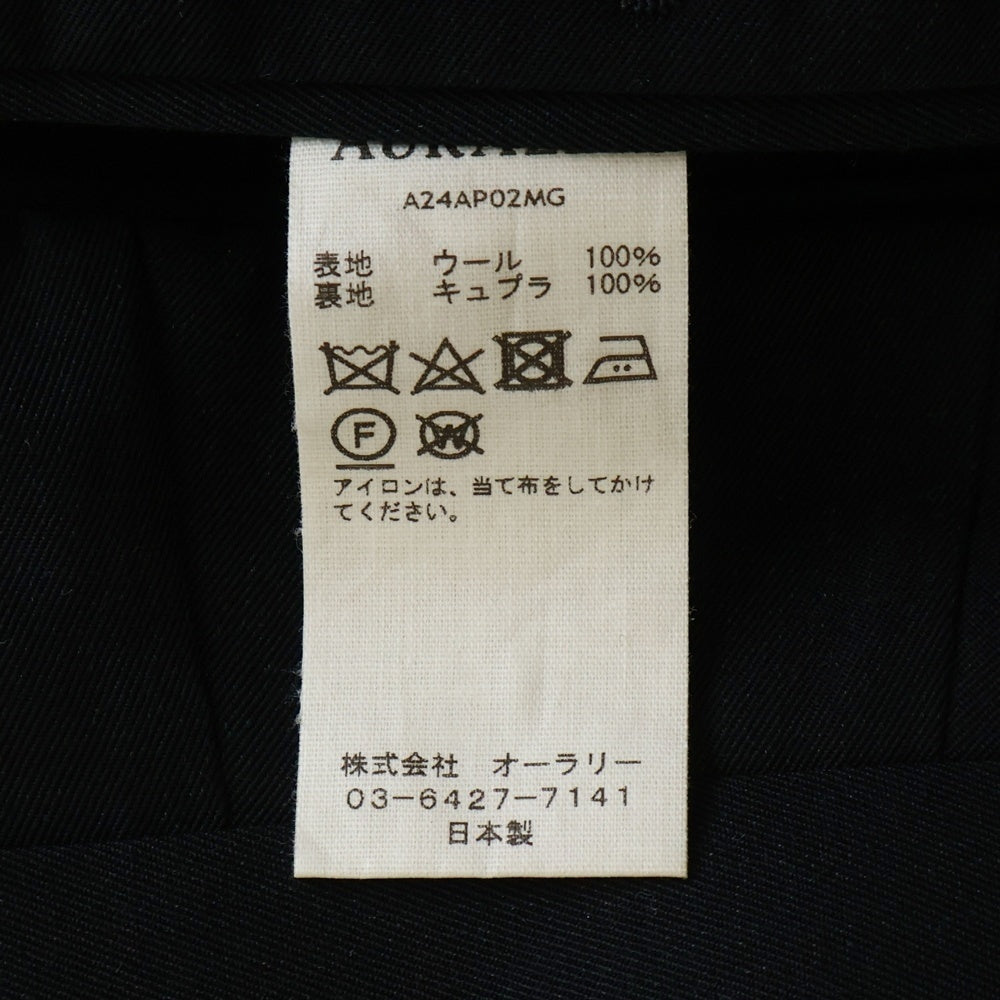 A24AP02MG
表地 ウール 100%
裏地 キュプラ 100%
F W
アイロンは、当て布をしてかけ
てください。
株式会社 オーラリー
03-6427-7141
日本製